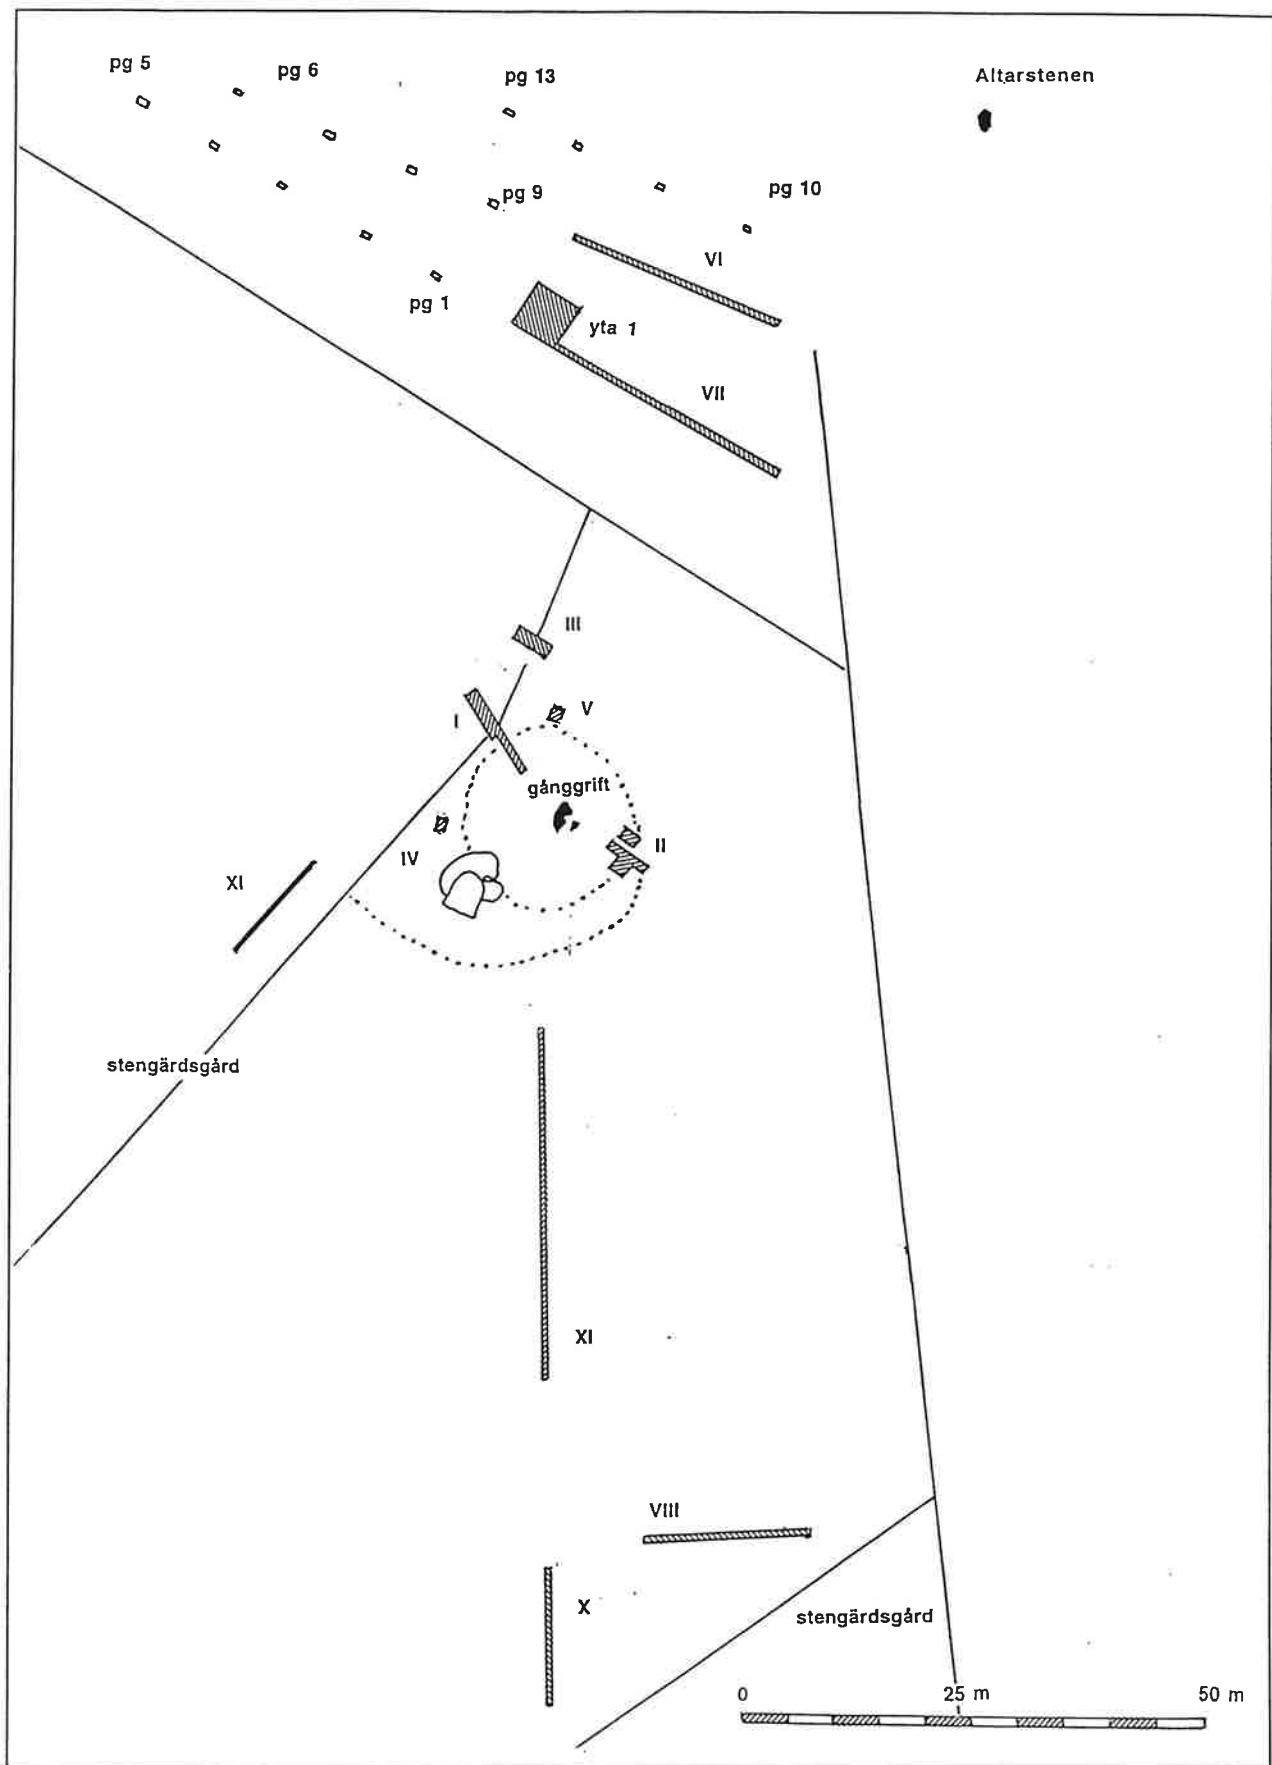 pg 5
pg 6
pg 13
Altarstenen
pg 9
pg 10
VI
pg 1
yta 1
VII
III
V
I
gånggrift
II
IV
XI
stengärdsgård
XI
VIII
X
stengärdsgård
0 25 m 50 m